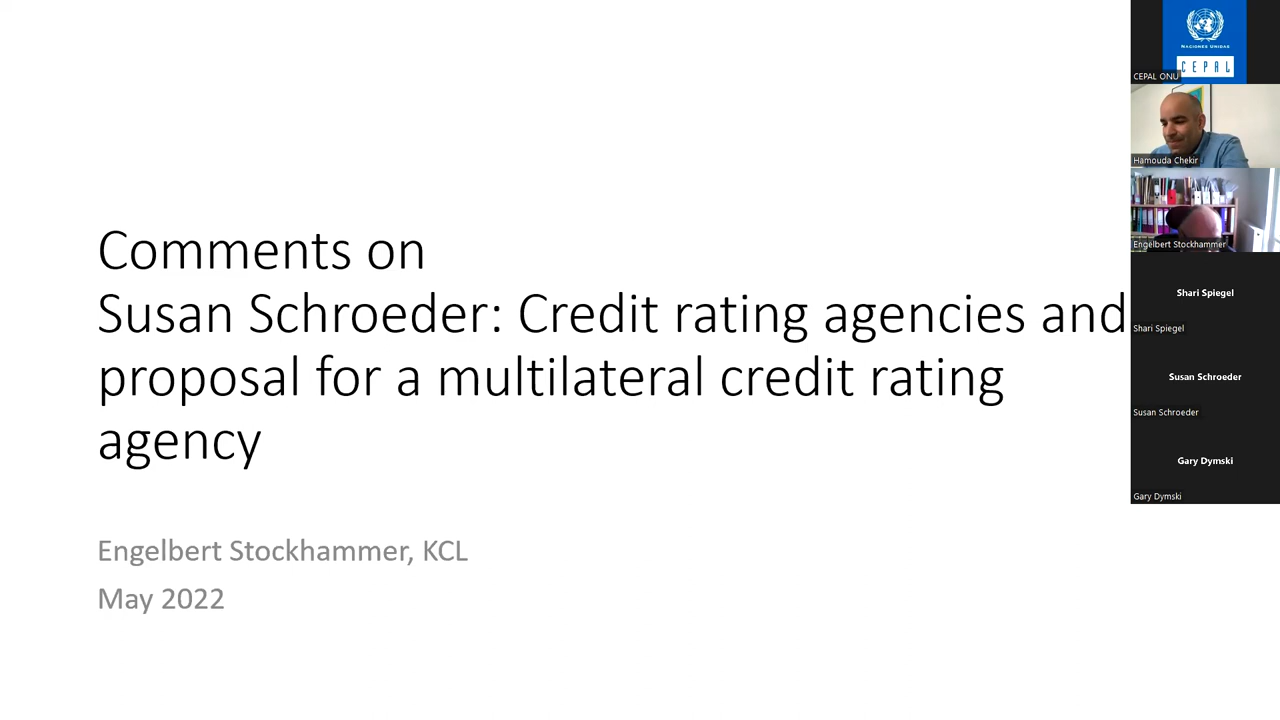 Comments on
Susan Schroeder: Credit rating agencies and
proposal for a multilateral credit rating
agency
Engelbert Stockhammer, KCL
May 2022
NACIONES UNIDAS
CEPAL
CEPAL ONU
Hamouda Chekir
Engelbert Stockhammer
Shari Spiegel
Shari Spiegel
Susan Schroeder
Susan Schroeder
Gary Dymski
Gary Dymski